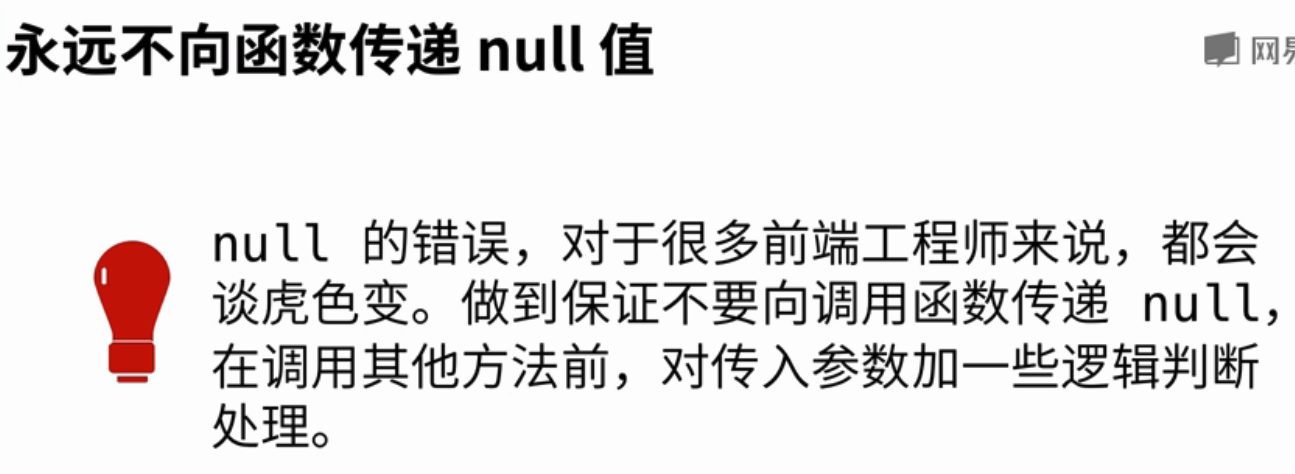 永远不向函数传递 null 值
网易
null 的错误，对于很多前端工程师来说，都会
谈虎色变。做到保证不要向调用函数传递 null，
在调用其他方法前，对传入参数加一些逻辑判断
处理。